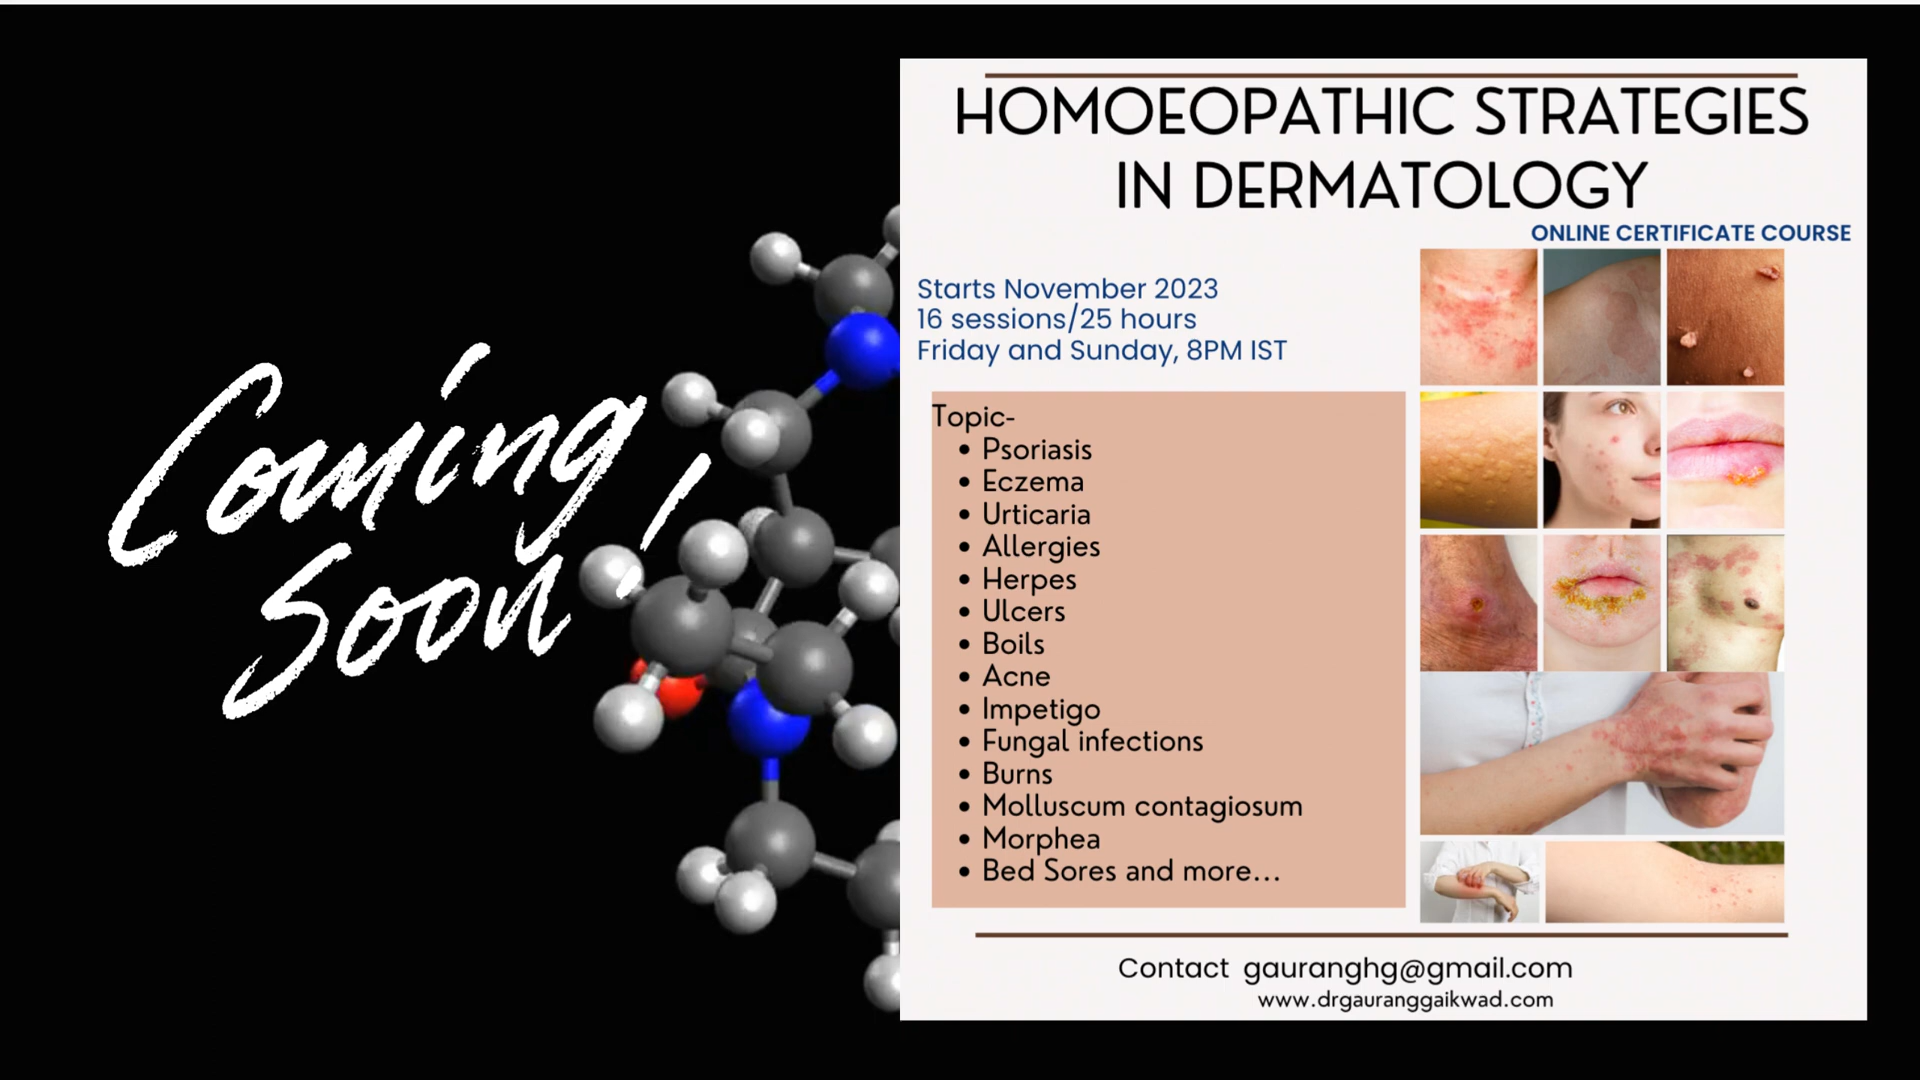 Coming
Soon!
HOMOEOPATHIC STRATEGIES
IN DERMATOLOGY
ONLINE CERTIFICATE COURSE
Starts November 2023
16 sessions/25 hours
Friday and Sunday, 8PM IST
Topic-
• Psoriasis
• Eczema
• Urticaria
• Allergies
• Herpes
• Ulcers
• Boils
• Acne
• Impetigo
• Fungal infections
• Burns
• Molluscum contagiosum
• Morphea
• Bed Sores and more...
Contact gauranghg@gmail.com
www.drgauranggaikwad.com